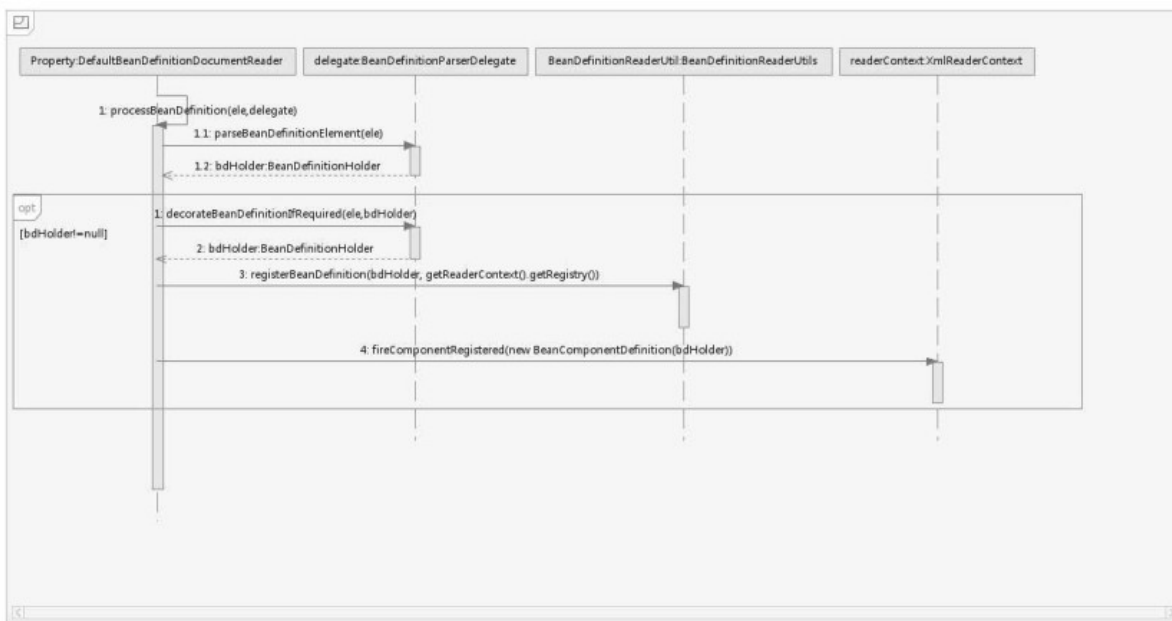 Property:DefaultBeanDefinitionDocumentReader
delegate:BeanDefinitionParserDelegate
BeanDefinitionReaderUtil:BeanDefinitionReaderUtils
readerContext:XmlReaderContext
1: processBeanDefinition(ele,delegate)
1.1: parseBeanDefinitionElement(ele)
1.2: bdHolder:BeanDefinitionHolder
opt
1: decorateBeanDefinitionIfRequired(ele,bdHolder)
[bdHolder!=null]
2: bdHolder:BeanDefinitionHolder
3: registerBeanDefinition(bdHolder, getReaderContext().getRegistry())
4: fireComponentRegistered(new BeanComponentDefinition(bdHolder))